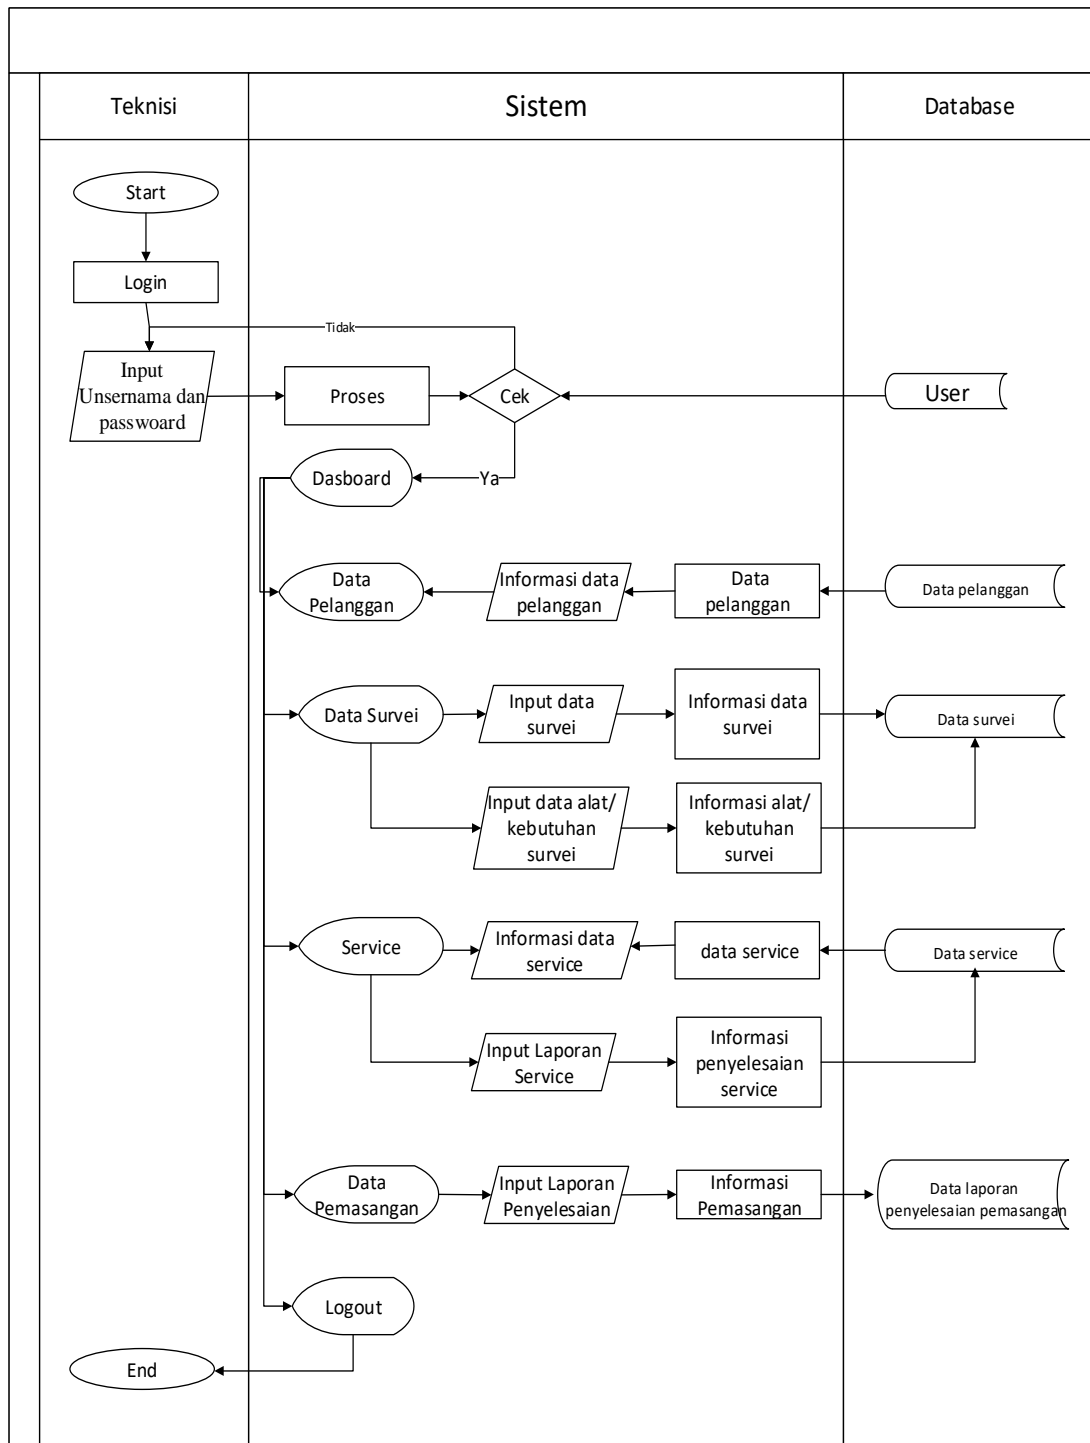 Teknisi
Sistem
Database
Start
Login
Tidak
Input
Unsernama dan
passwoard
Proses
Cek
User
Dasboard
Ya
Data
Pelanggan
Informasi data
pelanggan
Data
pelanggan
Data pelanggan
Data Survei
Input data
survei
Informasi data
survei
Data survei
Input data alat/
kebutuhan
survei
Informasi alat/
kebutuhan
survei
Service
Informasi data
service
data service
Data service
Input Laporan
Service
Informasi
penyelesaian
service
Data
Pemasangan
Input Laporan
Penyelesaian
Informasi
Pemasangan
Data laporan
penyelesaian pemasangan
Logout
End